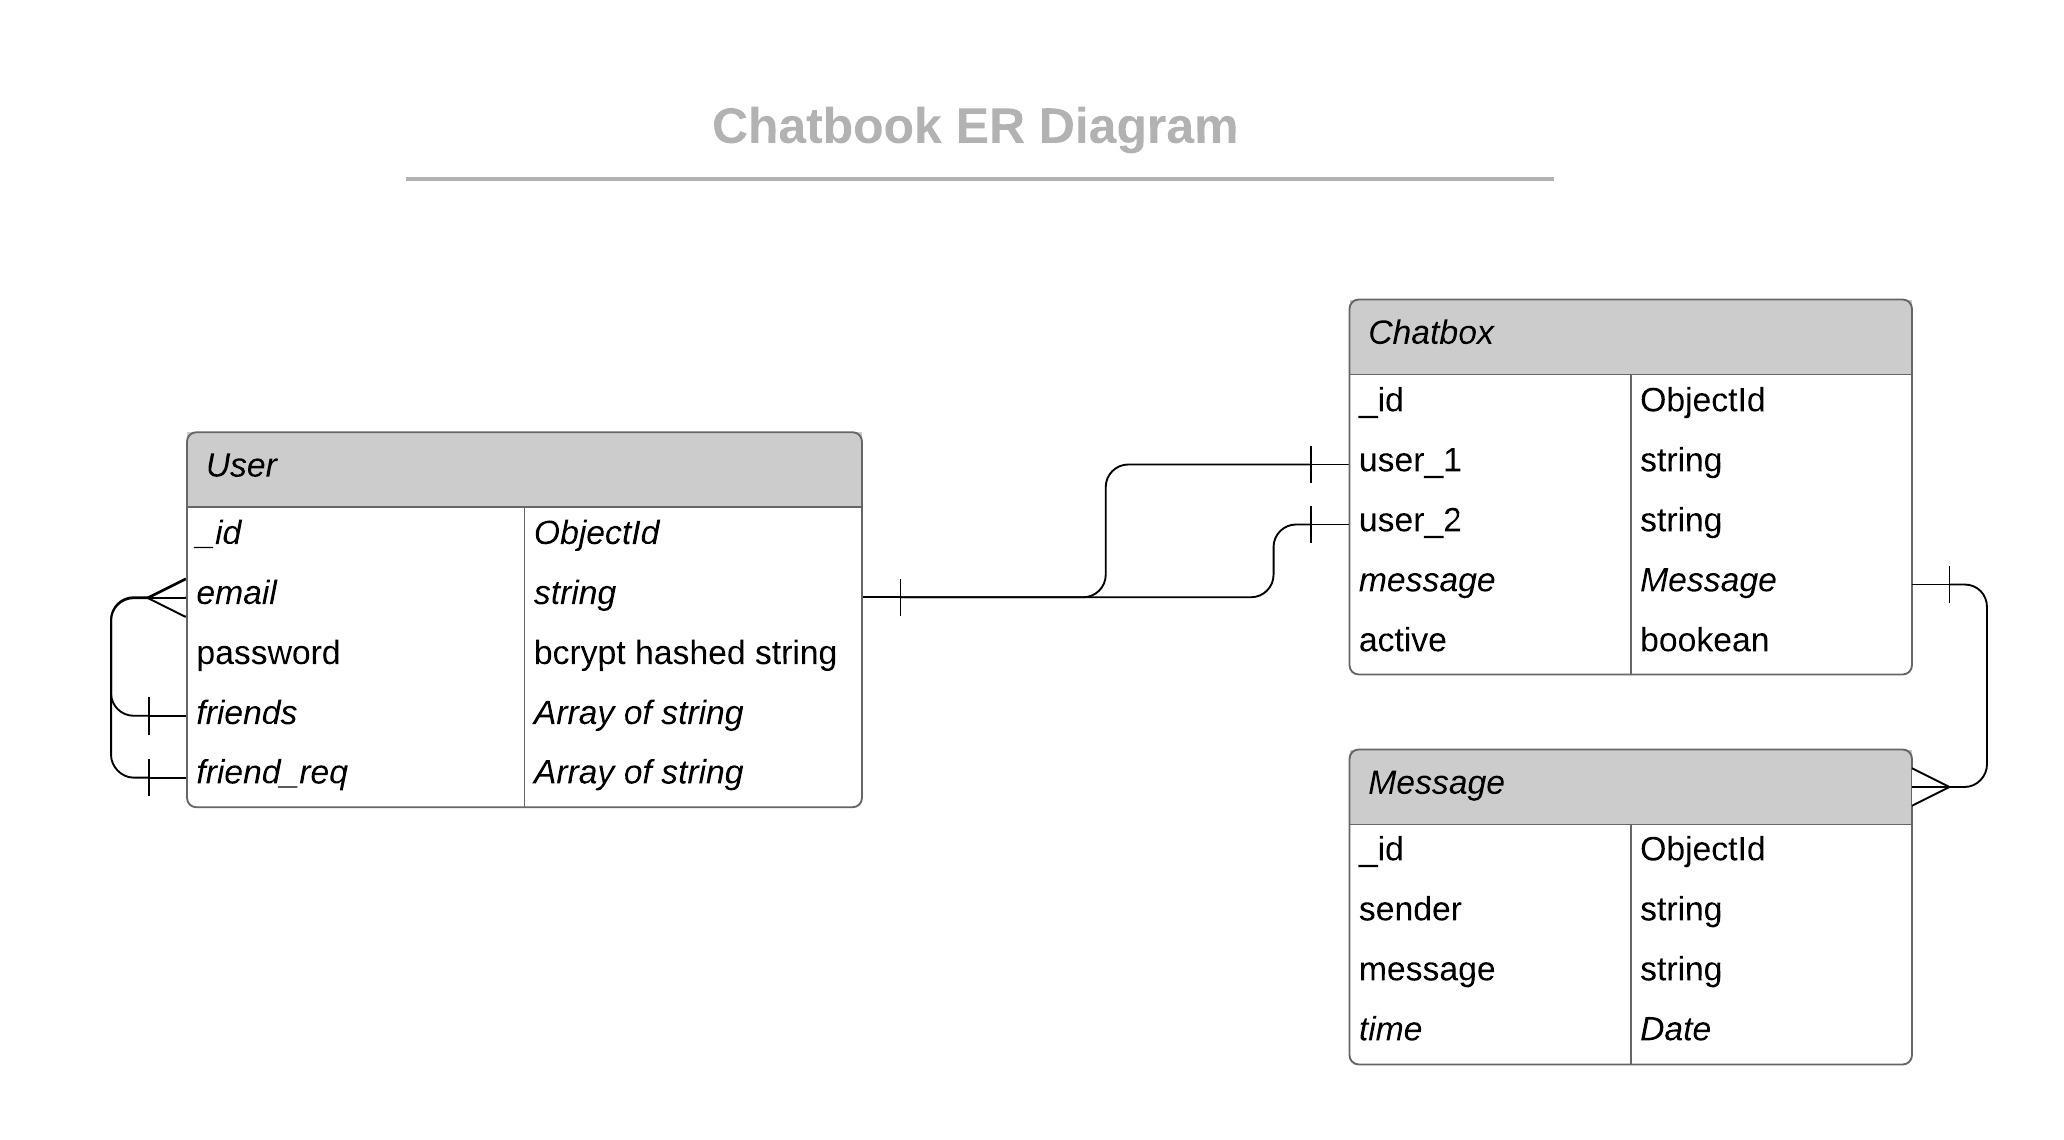 Chatbook ER Diagram
User
_id ObjectId
email string
password bcrypt hashed string
friends Array of string
friend_req Array of string
Chatbox
_id ObjectId
user_1 string
user_2 string
message Message
active bookean
Message
_id ObjectId
sender string
message string
time Date